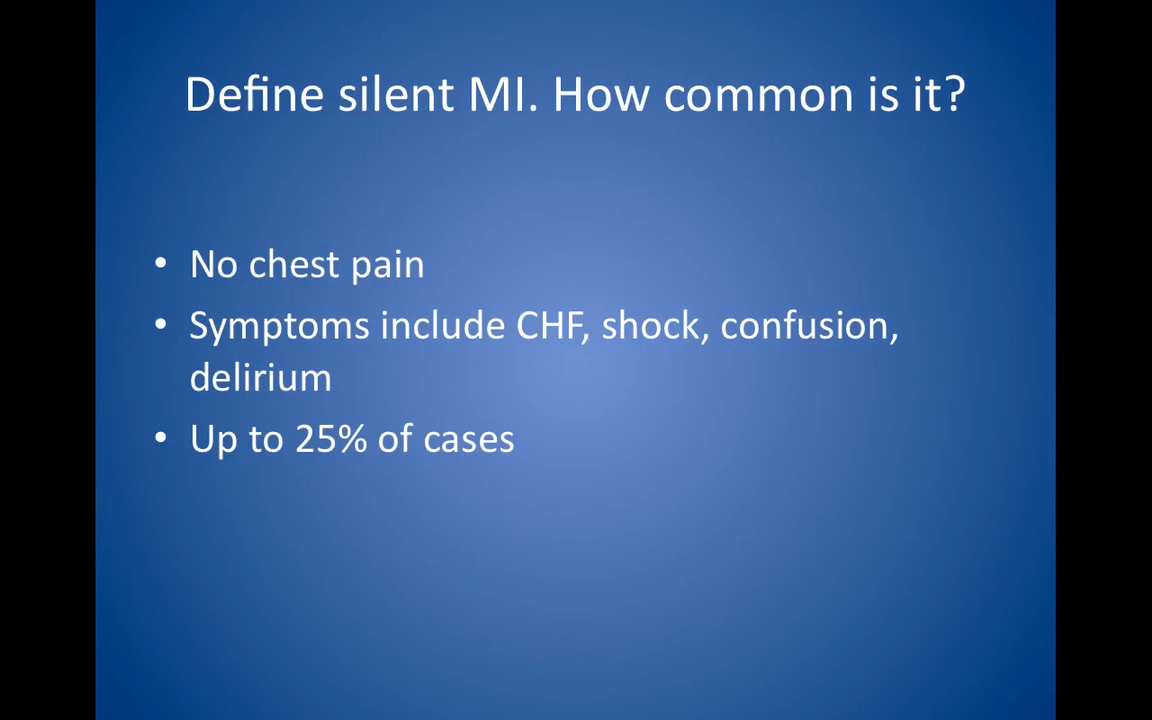 Define silent MI. How common is it?
• No chest pain
• Symptoms include CHF, shock, confusion,
delirium
• Up to 25% of cases